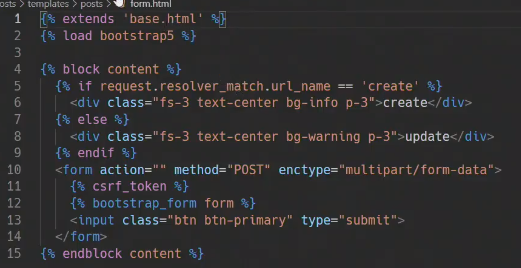 osts > templates > posts > form.html
1 {% extends 'base.html' %}
2 {% load bootstrap5 %}
3
4 {% block content %}
5 {% if request.resolver_match.url_name == 'create' %}
6 <div class="fs-3 text-center bg-info p-3">create</div>
7 {% else %}
8 <div class="fs-3 text-center bg-warning p-3">update</div>
9 {% endif %}
10 <form action="" method="POST" enctype="multipart/form-data">
11 {% csrf_token %}
12 {% bootstrap_form form %}
13 <input class="btn btn-primary" type="submit">
14 </form>
15 {% endblock content %}